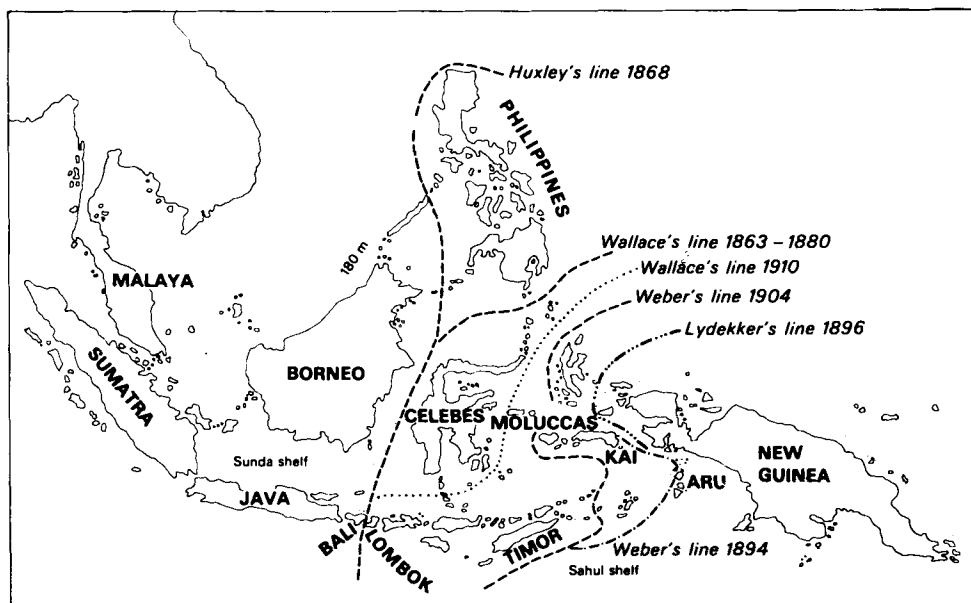 Huxley's line 1868
PHILIPPINES
Wallace's line 1863 – 1880
180 m
Wallace's line 1910
MALAYA
Weber's line 1904
Lydekker's line 1896
SUMATRA
BORNEO
CELEBES
MOLUCCAS
KAI
NEW
GUINEA
Sunda shelf
ARU
JAVA
BALI
LOMBOK
TIMOR
Weber's line 1894
Sahul shelf